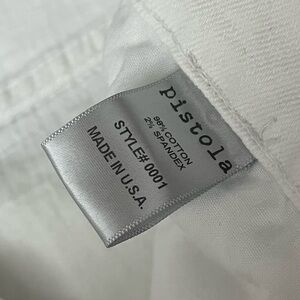 pistola
98% COTTON
2% SPANDEX
STYLE# 0001
MADE IN U.S.A.